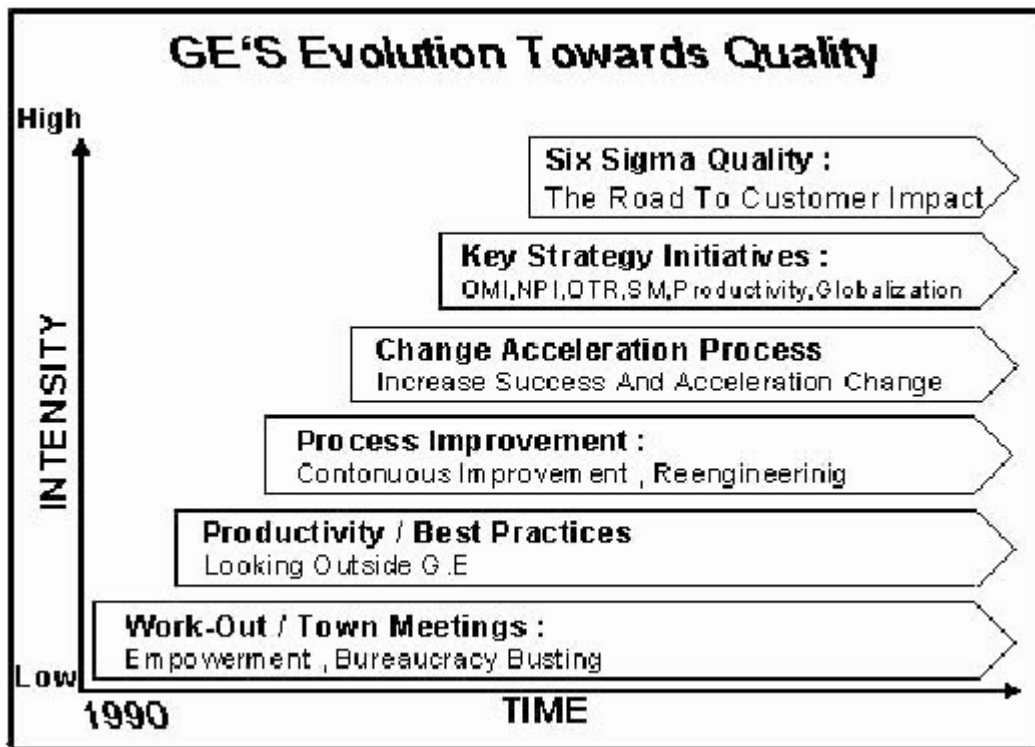 GE'S Evolution Towards Quality
High
Six Sigma Quality :
The Road To Customer Impact
Key Strategy Initiatives :
QMI,NPI,OTR,SM,Productivity,Globalization
Change Acceleration Process
Increase Success And Acceleration Change
Process Improvement :
Contonuous Improvement , Reengineerinig
Productivity / Best Practices
Looking Outside G.E
Work-Out / Town Meetings :
Empowerment , Bureaucracy Busting
INTENSITY
Low
1990
TIME